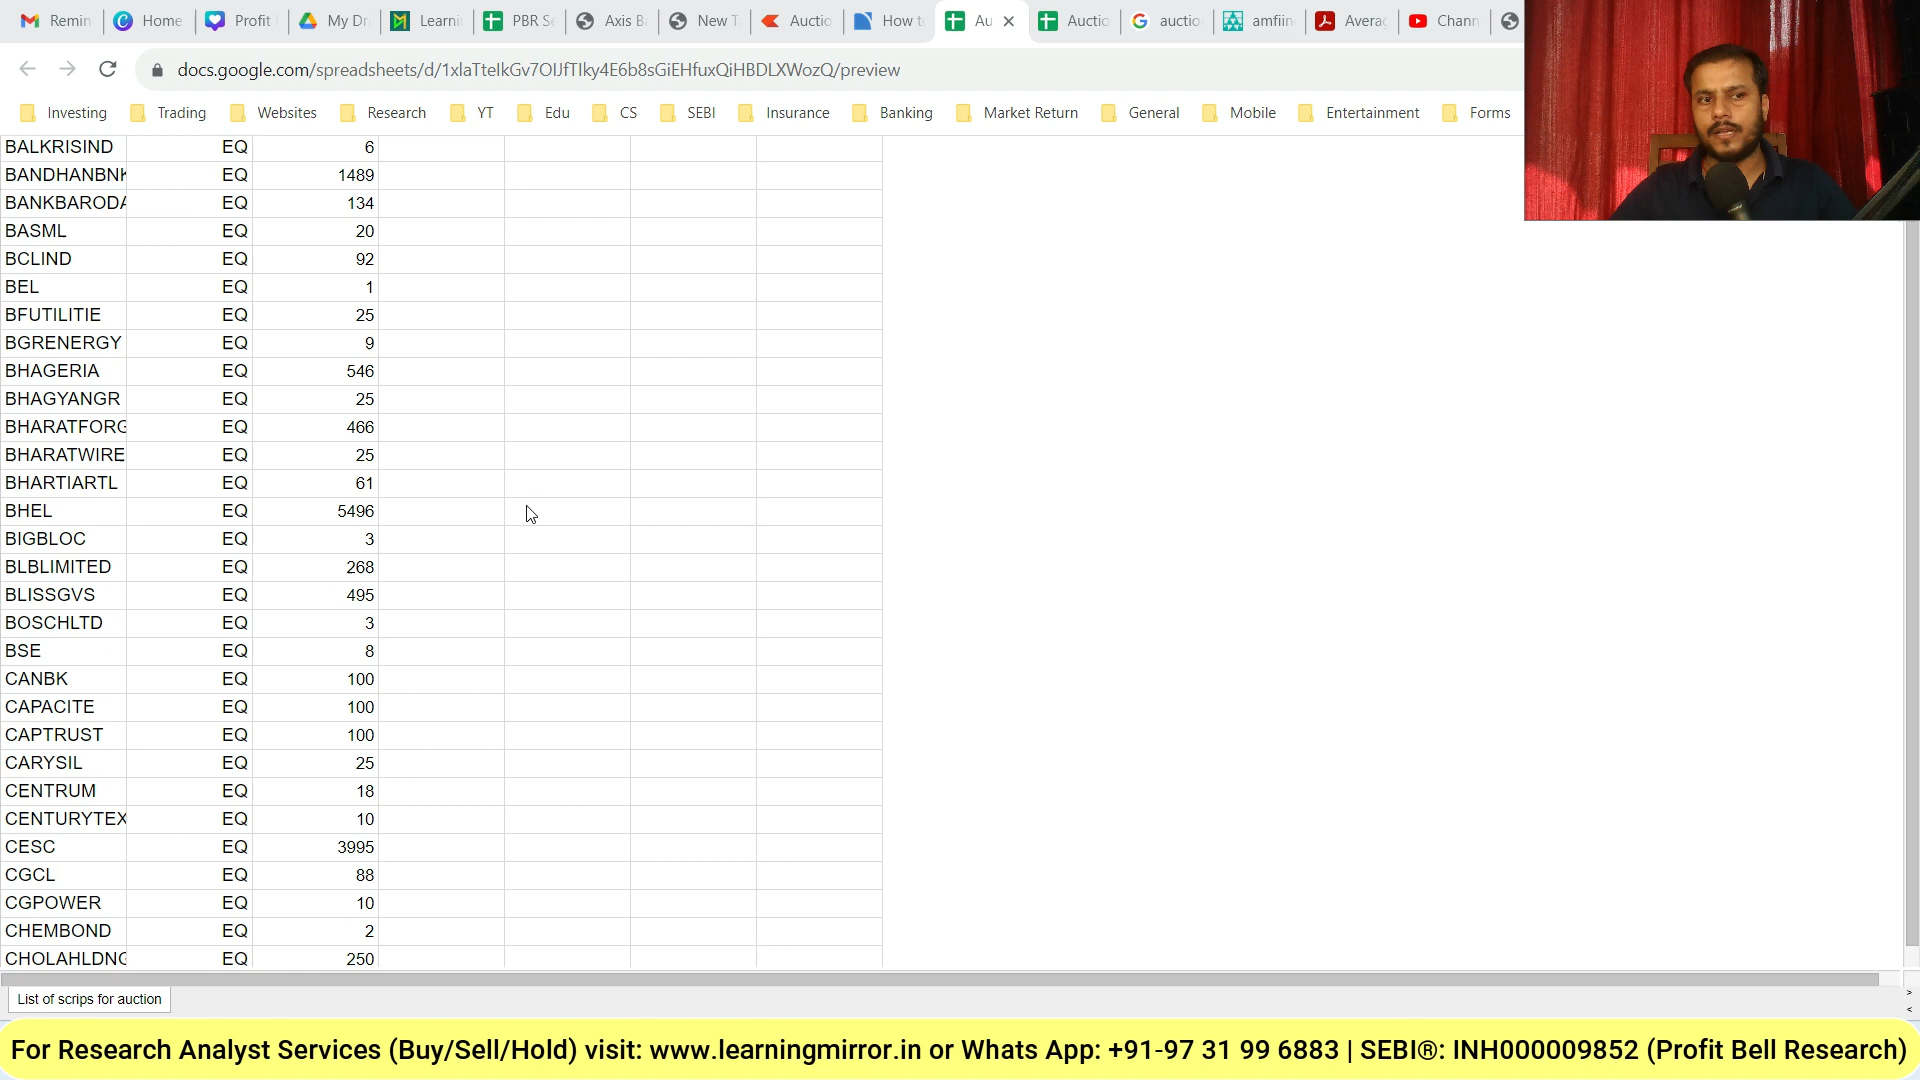 Remin
Home
Profit
My Dr
Learni
PBR Se
Axis B
New T
Auctio
How to
Au
Auctio
auctio
amfiin
Avera
Chann
docs.google.com/spreadsheets/d/1xlaTteIkGv7OIJfTIky4E6b8sGiEHfuxQiHBDLXWozQ/preview
Investing
Trading
Websites
Research
YT
Edu
CS
SEBI
Insurance
Banking
Market Return
General
Mobile
Entertainment
Forms
BALKRISIND EQ 6
BANDHANBNK EQ 1489
BANKBARODA EQ 134
BASML EQ 20
BCLIND EQ 92
BEL EQ 1
BFUTILITIE EQ 25
BGRENERGY EQ 9
BHAGERIA EQ 546
BHAGYANGR EQ 25
BHARATFORG EQ 466
BHARATWIRE EQ 25
BHARTIARTL EQ 61
BHEL EQ 5496
BIGBLOC EQ 3
BLBLIMITED EQ 268
BLISSGVS EQ 495
BOSCHLTD EQ 3
BSE EQ 8
CANBK EQ 100
CAPACITE EQ 100
CAPTRUST EQ 100
CARYSIL EQ 25
CENTRUM EQ 18
CENTURYTEX EQ 10
CESC EQ 3995
CGCL EQ 88
CGPOWER EQ 10
CHEMBOND EQ 2
CHOLAHLDNG EQ 250
List of scrips for auction
For Research Analyst Services (Buy/Sell/Hold) visit: www.learningmirror.in or Whats App: +91-97 31 99 6883 | SEBI®: INH000009852 (Profit Bell Research)